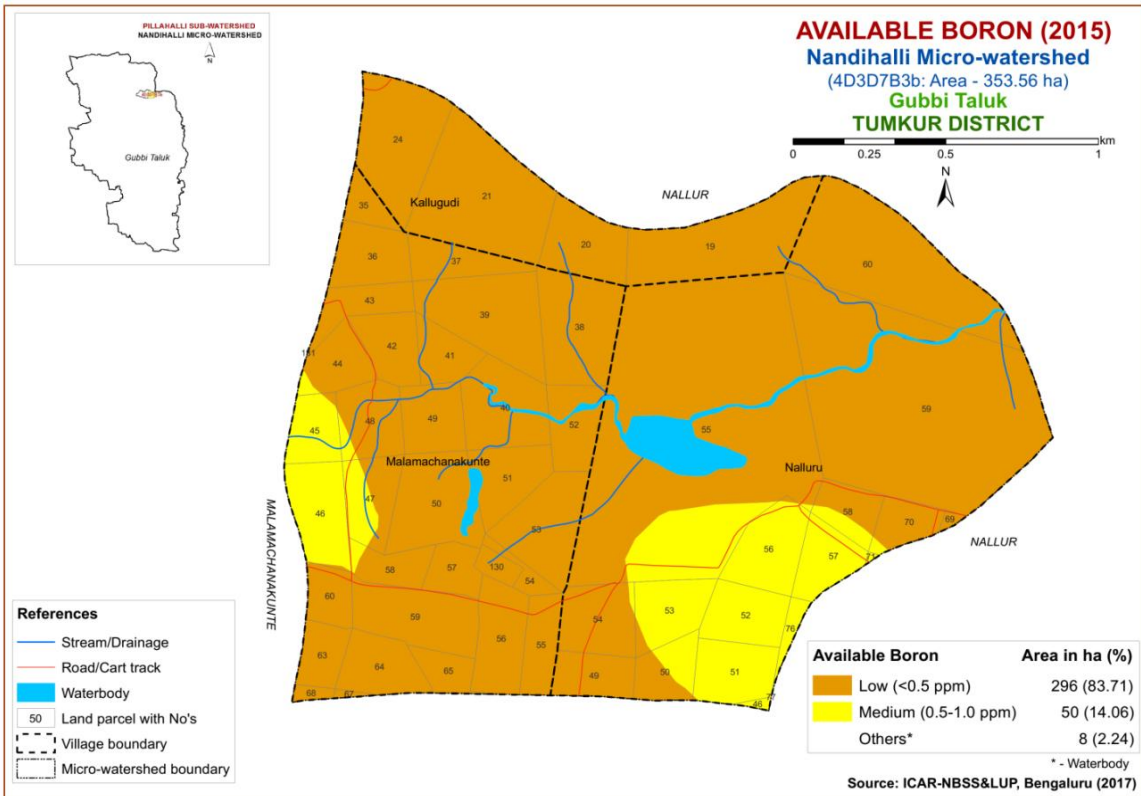 PILLAHALLI SUB-WATERSHED
NANDIHALLI MICRO-WATERSHED
N
Gubbi Taluk
AVAILABLE BORON (2015)
Nandihalli Micro-watershed
(4D3D7B3b: Area - 353.56 ha)
Gubbi Taluk
TUMKUR DISTRICT
km
0 0.25 0.5 1
N
24
NALLUR
35
Kallugudi
21
20
19
36
37
60
43
39
38
42
41
44
40
59
45
48
49
52
55
Malamachanakunte
Nalluru
51
46
47
50
53
58
70
69
NALLUR
56
57
71
MALAMACHANAKUNTE
58
57
130
54
60
59
54
53
52
76
56
55
63
64
65
49
50
51
68
67
46
77
References
Stream/Drainage
Road/Cart track
Waterbody
50 Land parcel with No's
Village boundary
Micro-watershed boundary
Available Boron Area in ha (%)
Low (<0.5 ppm) 296 (83.71)
Medium (0.5-1.0 ppm) 50 (14.06)
Others* 8 (2.24)
* - Waterbody
Source: ICAR-NBSS&LUP, Bengaluru (2017)